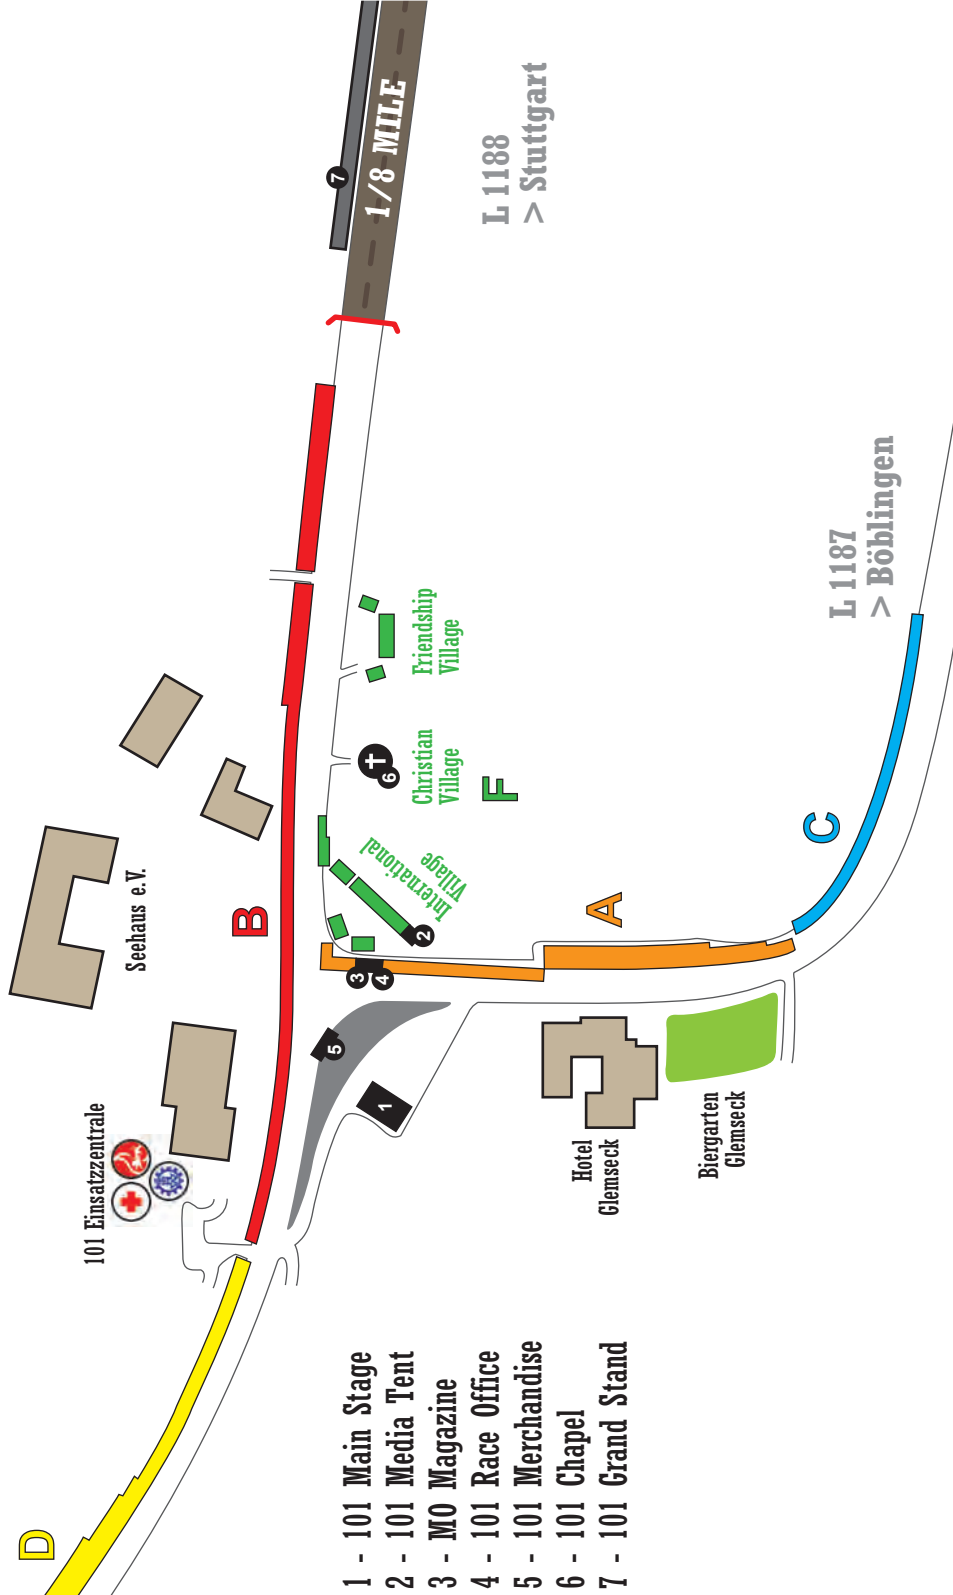 D
101 Einsatzzentrale
Seehaus e.V.
B
7
1/8 MILE
L 1188
> Stuttgart
L 1187
> Böblingen
Friendship
Village
Christian
Village
6
F
International
Village
2
3
4
5
1
A
C
Hotel
Glemseck
Biergarten
Glemseck
1 - 101 Main Stage
2 - 101 Media Tent
3 - MO Magazine
4 - 101 Race Office
5 - 101 Merchandise
6 - 101 Chapel
7 - 101 Grand Stand